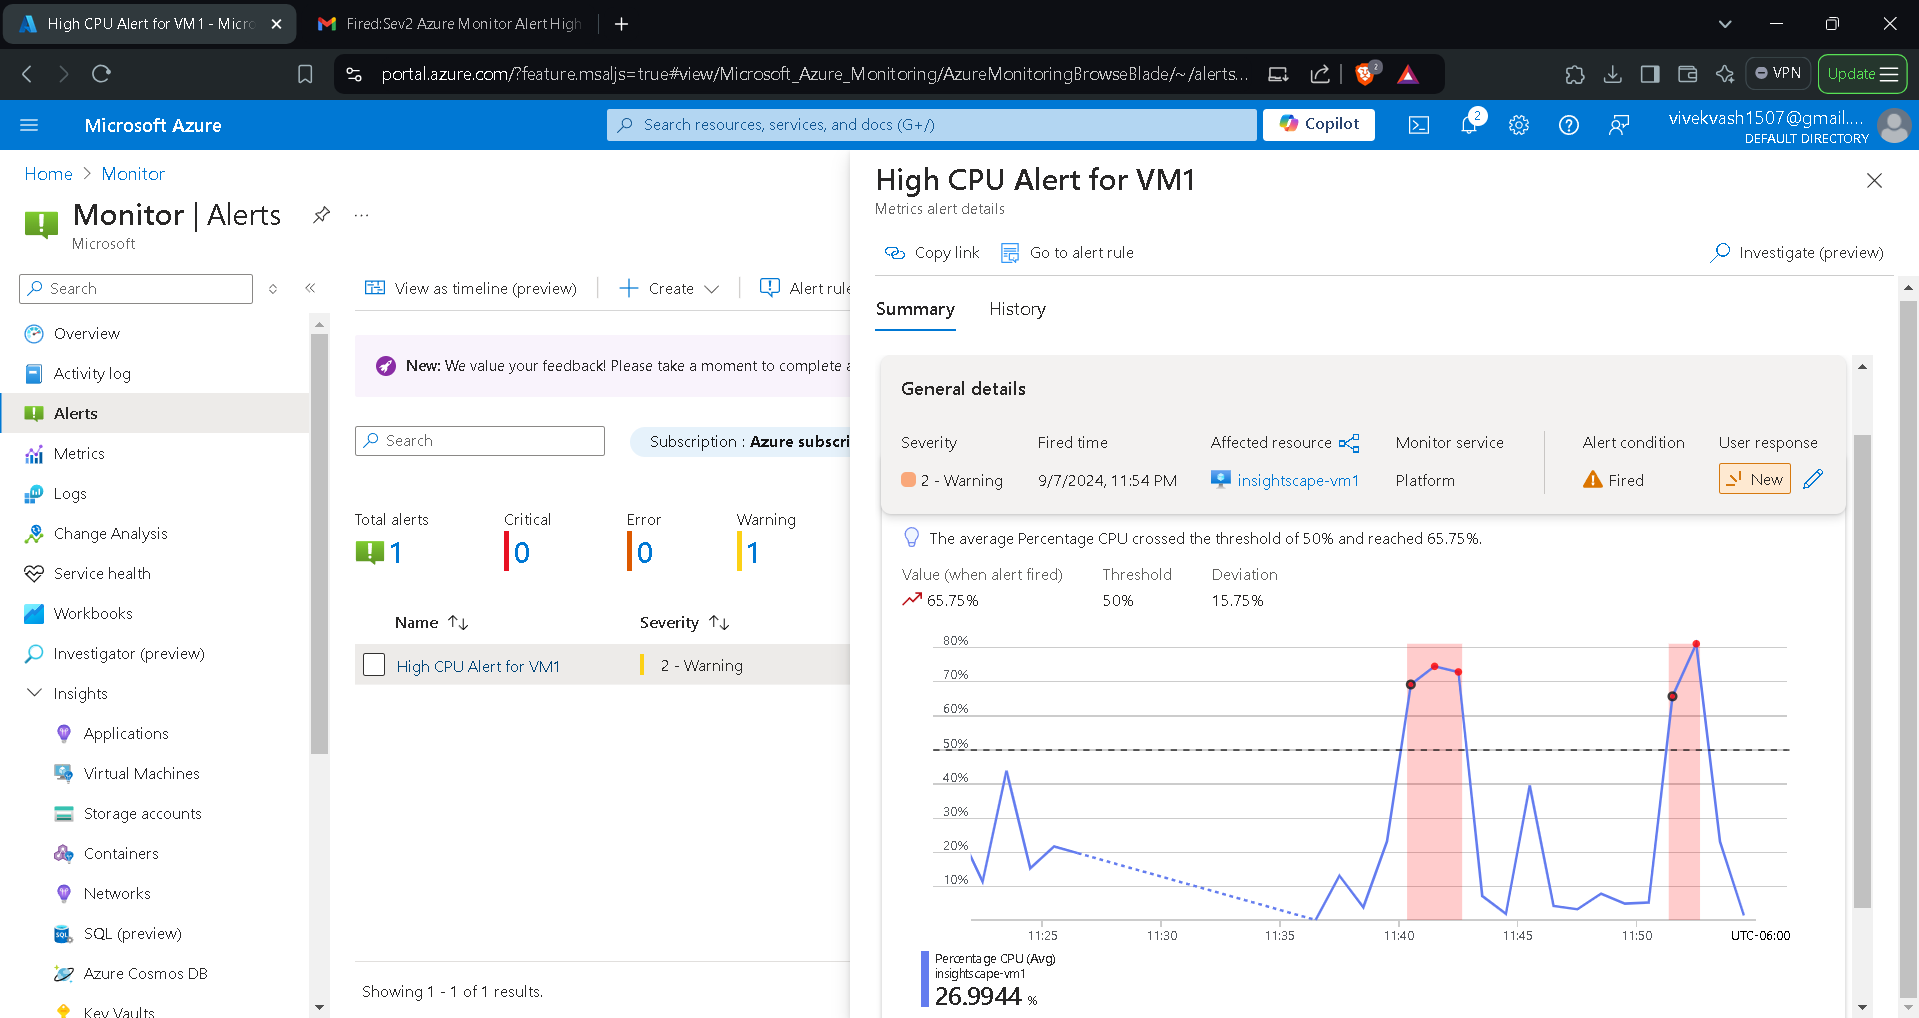 High CPU Alert for VM1 - Micro
Fired:Sev2 Azure Monitor Alert High
portal.azure.com/?feature.msaljs=true#view/Microsoft_Azure_Monitoring/AzureMonitoringBrowseBlade/~/alerts...
2
VPN
Update
Microsoft Azure
Search resources, services, and docs (G+/)
Copilot
2
vivekvash1507@gmail....
DEFAULT DIRECTORY
Home > Monitor
Monitor | Alerts
...
Microsoft
Search
Overview
Activity log
Alerts
Metrics
Logs
Change Analysis
Service health
Workbooks
Investigator (preview)
Insights
Applications
Virtual Machines
Storage accounts
Containers
Networks
SQL
SQL (preview)
Azure Cosmos DB
Key Vaults
View as timeline (preview)
Create
Alert rule
New: We value your feedback! Please take a moment to complete a
Search
Subscription : Azure subscri
Total alerts
1
Critical
0
Error
0
Warning
1
Name
Severity
High CPU Alert for VM1
2 - Warning
Showing 1 - 1 of 1 results.
High CPU Alert for VM1
Metrics alert details
Copy link
Go to alert rule
Investigate (preview)
Summary
History
General details
Severity
Fired time
Affected resource
Monitor service
Alert condition
User response
2 - Warning
9/7/2024, 11:54 PM
insightscape-vm1
Platform
Fired
New
The average Percentage CPU crossed the threshold of 50% and reached 65.75%.
Value (when alert fired)
Threshold
Deviation
65.75%
50%
15.75%
80%
70%
60%
50%
40%
30%
20%
10%
11:25
11:30
11:35
11:40
11:45
11:50
UTC-06:00
Percentage CPU (Avg)
insightscape-vm1
26.9944 %